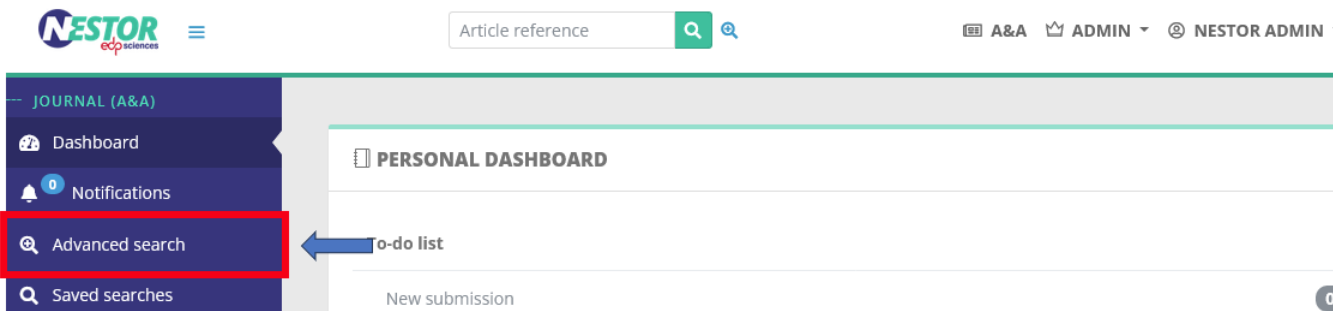 NESTOR
edp sciences
Article reference
A&A
ADMIN
NESTOR ADMIN
JOURNAL (A&A)
Dashboard
PERSONAL DASHBOARD
0
Notifications
Advanced search
To-do list
Saved searches
New submission
0